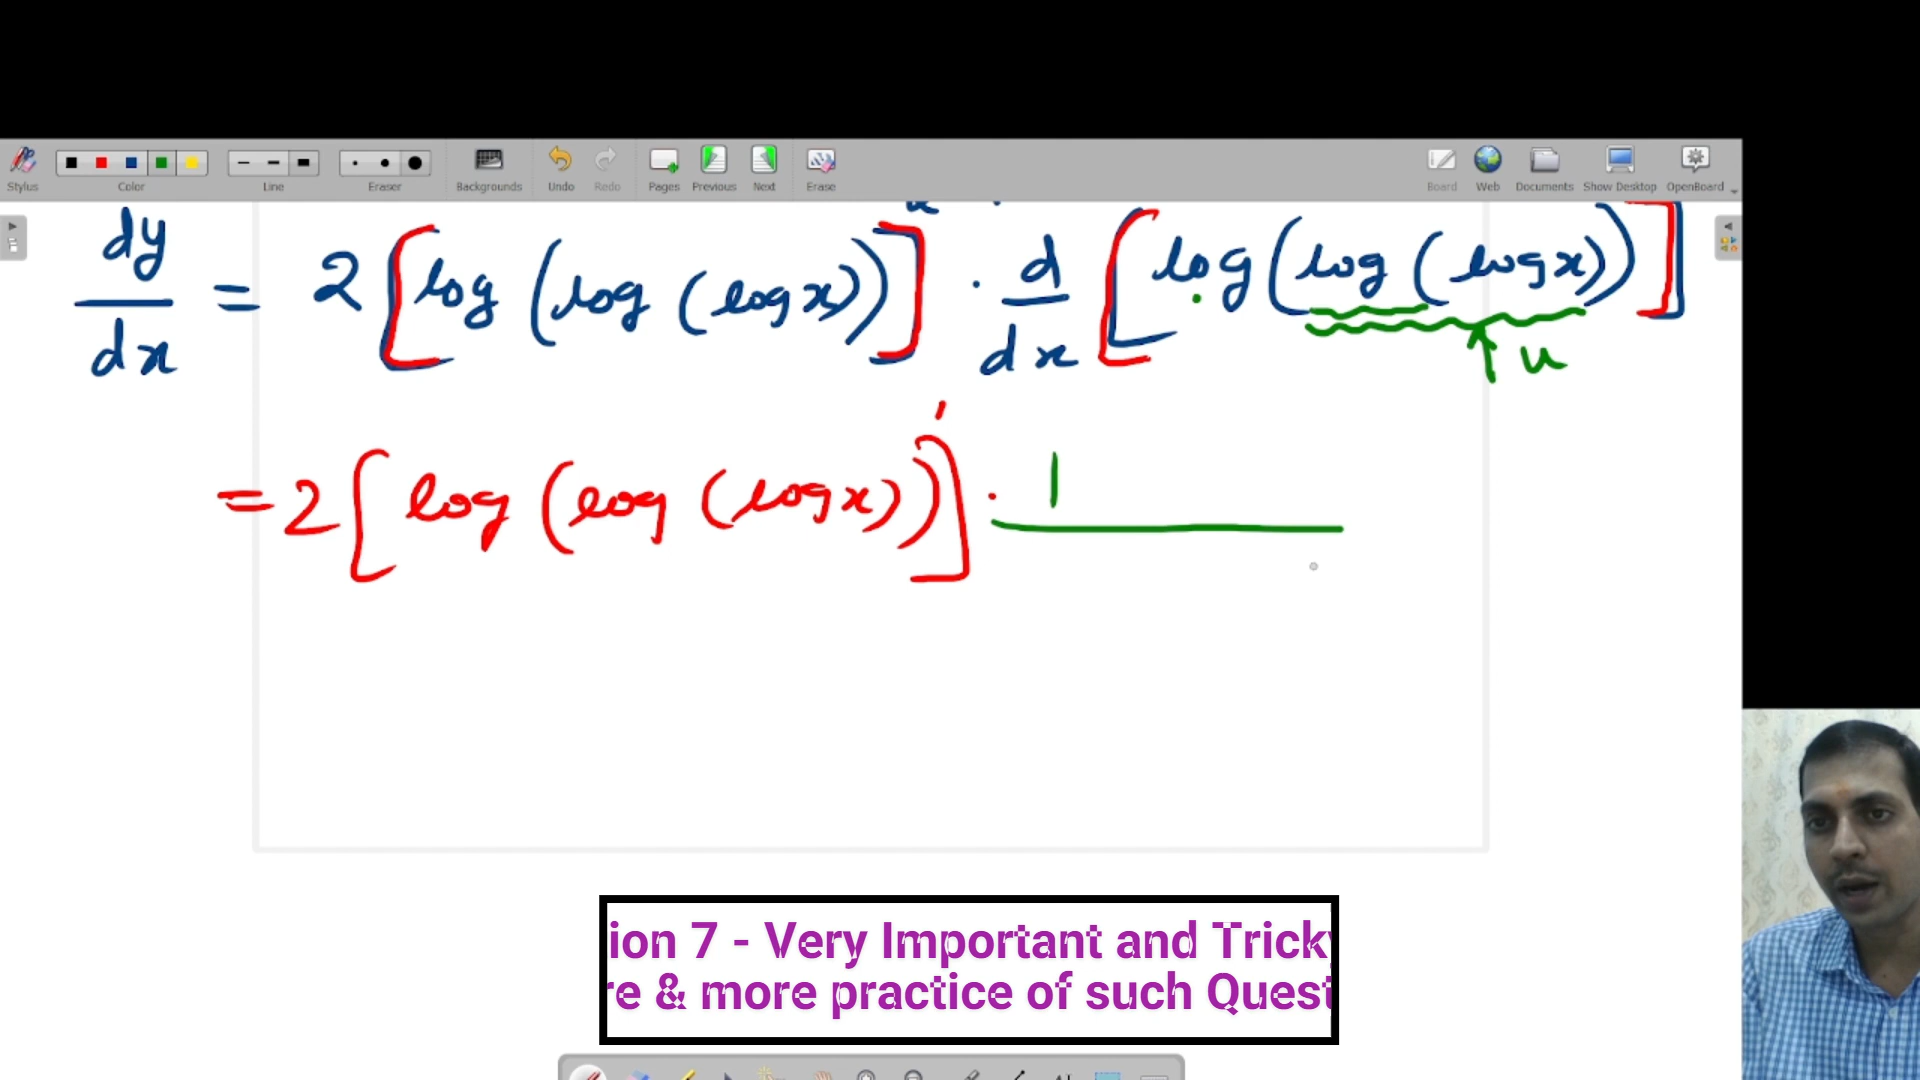 Stylus Color Line Eraser Backgrounds Undo Redo Pages Previous Next Erase Board Web Documents Show Desktop OpenBoard
dy/dx = 2 [log (log (log x))] . d/dx [log (log (log x))]
u
= 2 [log (log (log x))]' . 1
ion 7 - Very Important and Tricky
re & more practice of such Quest